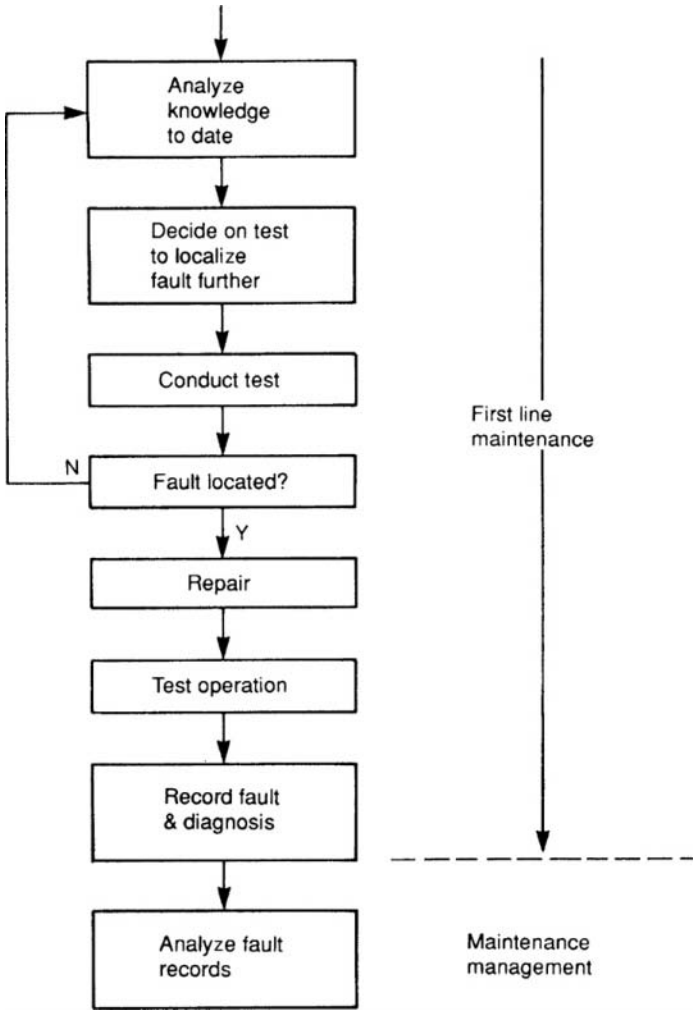 Analyze
knowledge
to date
Decide on test
to localize
fault further
Conduct test
First line
maintenance
N
Fault located?
Y
Repair
Test operation
Record fault
& diagnosis
Analyze fault
records
Maintenance
management